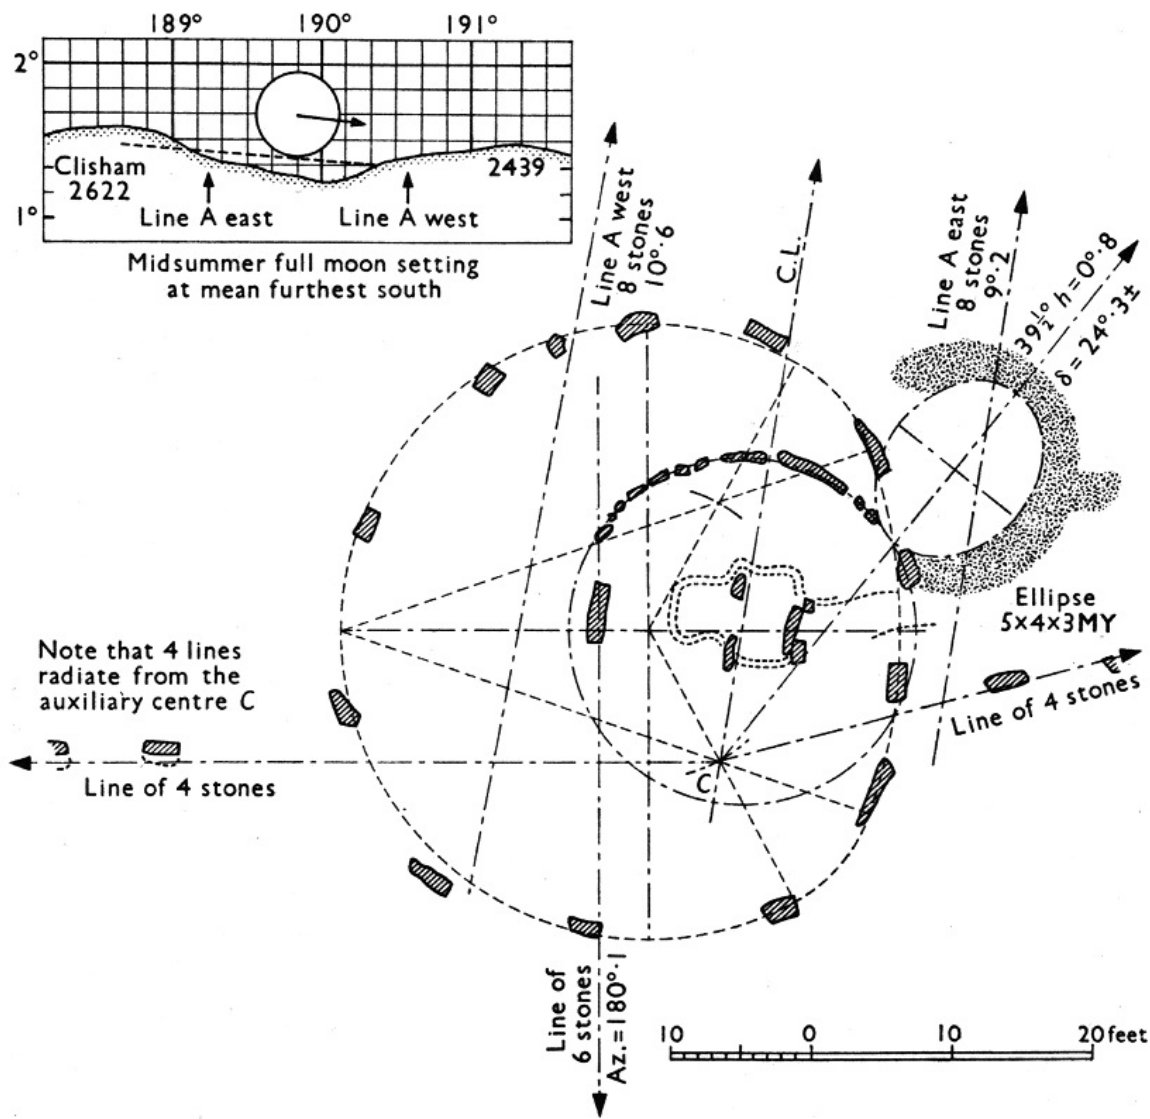 189° 190° 191°
2°
Clisham
2622
2439
1°
Line A east
Line A west
Midsummer full moon setting
at mean furthest south
Line A west
8 stones
10°·6
C.L.
Line A east
8 stones
9°·2
39½° h=0°·8
δ=24°·3±
Ellipse
5×4×3MY
Note that 4 lines
radiate from the
auxiliary centre C
Line of 4 stones
Line of 4 stones
C
Line of
6 stones
Az.=180°·1
10 0 10 20 feet